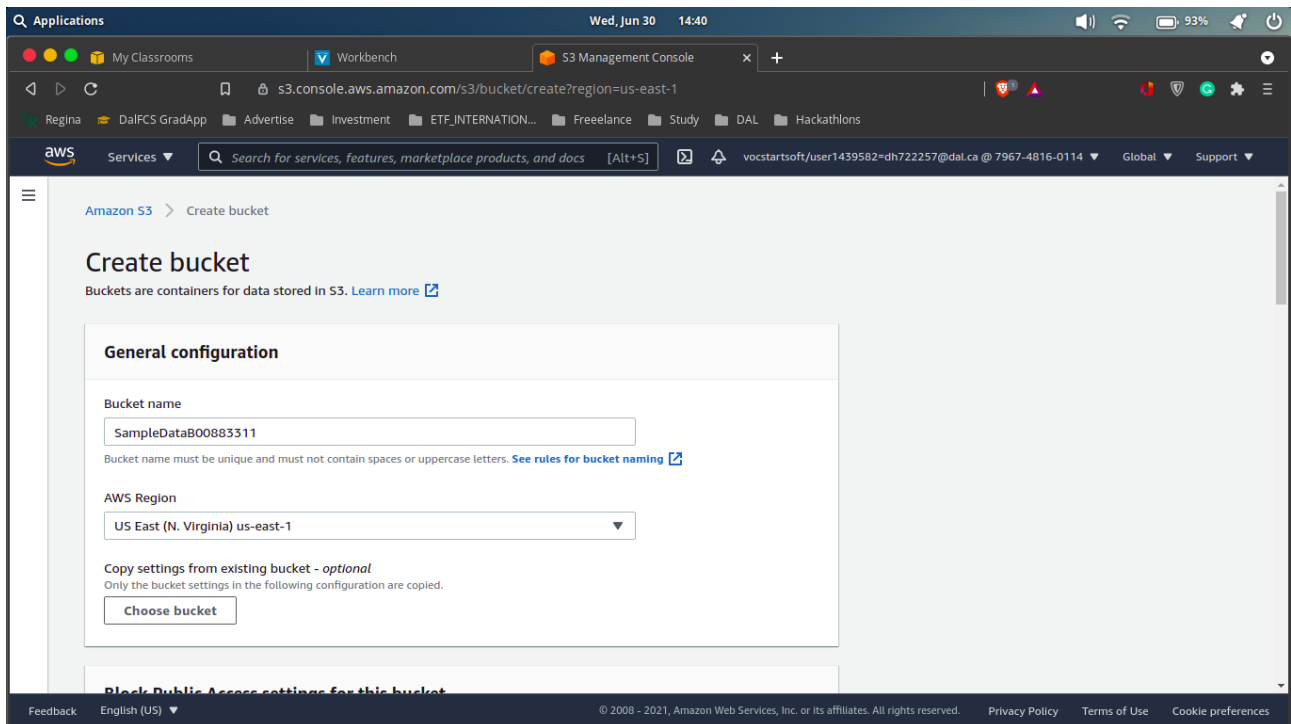 Applications Wed, Jun 30 14:40 93%
My Classrooms Workbench S3 Management Console
s3.console.aws.amazon.com/s3/bucket/create?region=us-east-1
Regina DalFCS GradApp Advertise Investment ETF_INTERNATION... Freeelance Study DAL Hackathlons
aws Services Search for services, features, marketplace products, and docs [Alt+S] vocstartsoft/user1439582=dh722257@dal.ca @ 7967-4816-0114 Global Support
Amazon S3 > Create bucket
Create bucket
Buckets are containers for data stored in S3. Learn more
General configuration
Bucket name
SampleDataB00883311
Bucket name must be unique and must not contain spaces or uppercase letters. See rules for bucket naming
AWS Region
US East (N. Virginia) us-east-1
Copy settings from existing bucket - optional
Only the bucket settings in the following configuration are copied.
Choose bucket
Block Public Access settings for this bucket
Feedback English (US) © 2008 - 2021, Amazon Web Services, Inc. or its affiliates. All rights reserved. Privacy Policy Terms of Use Cookie preferences